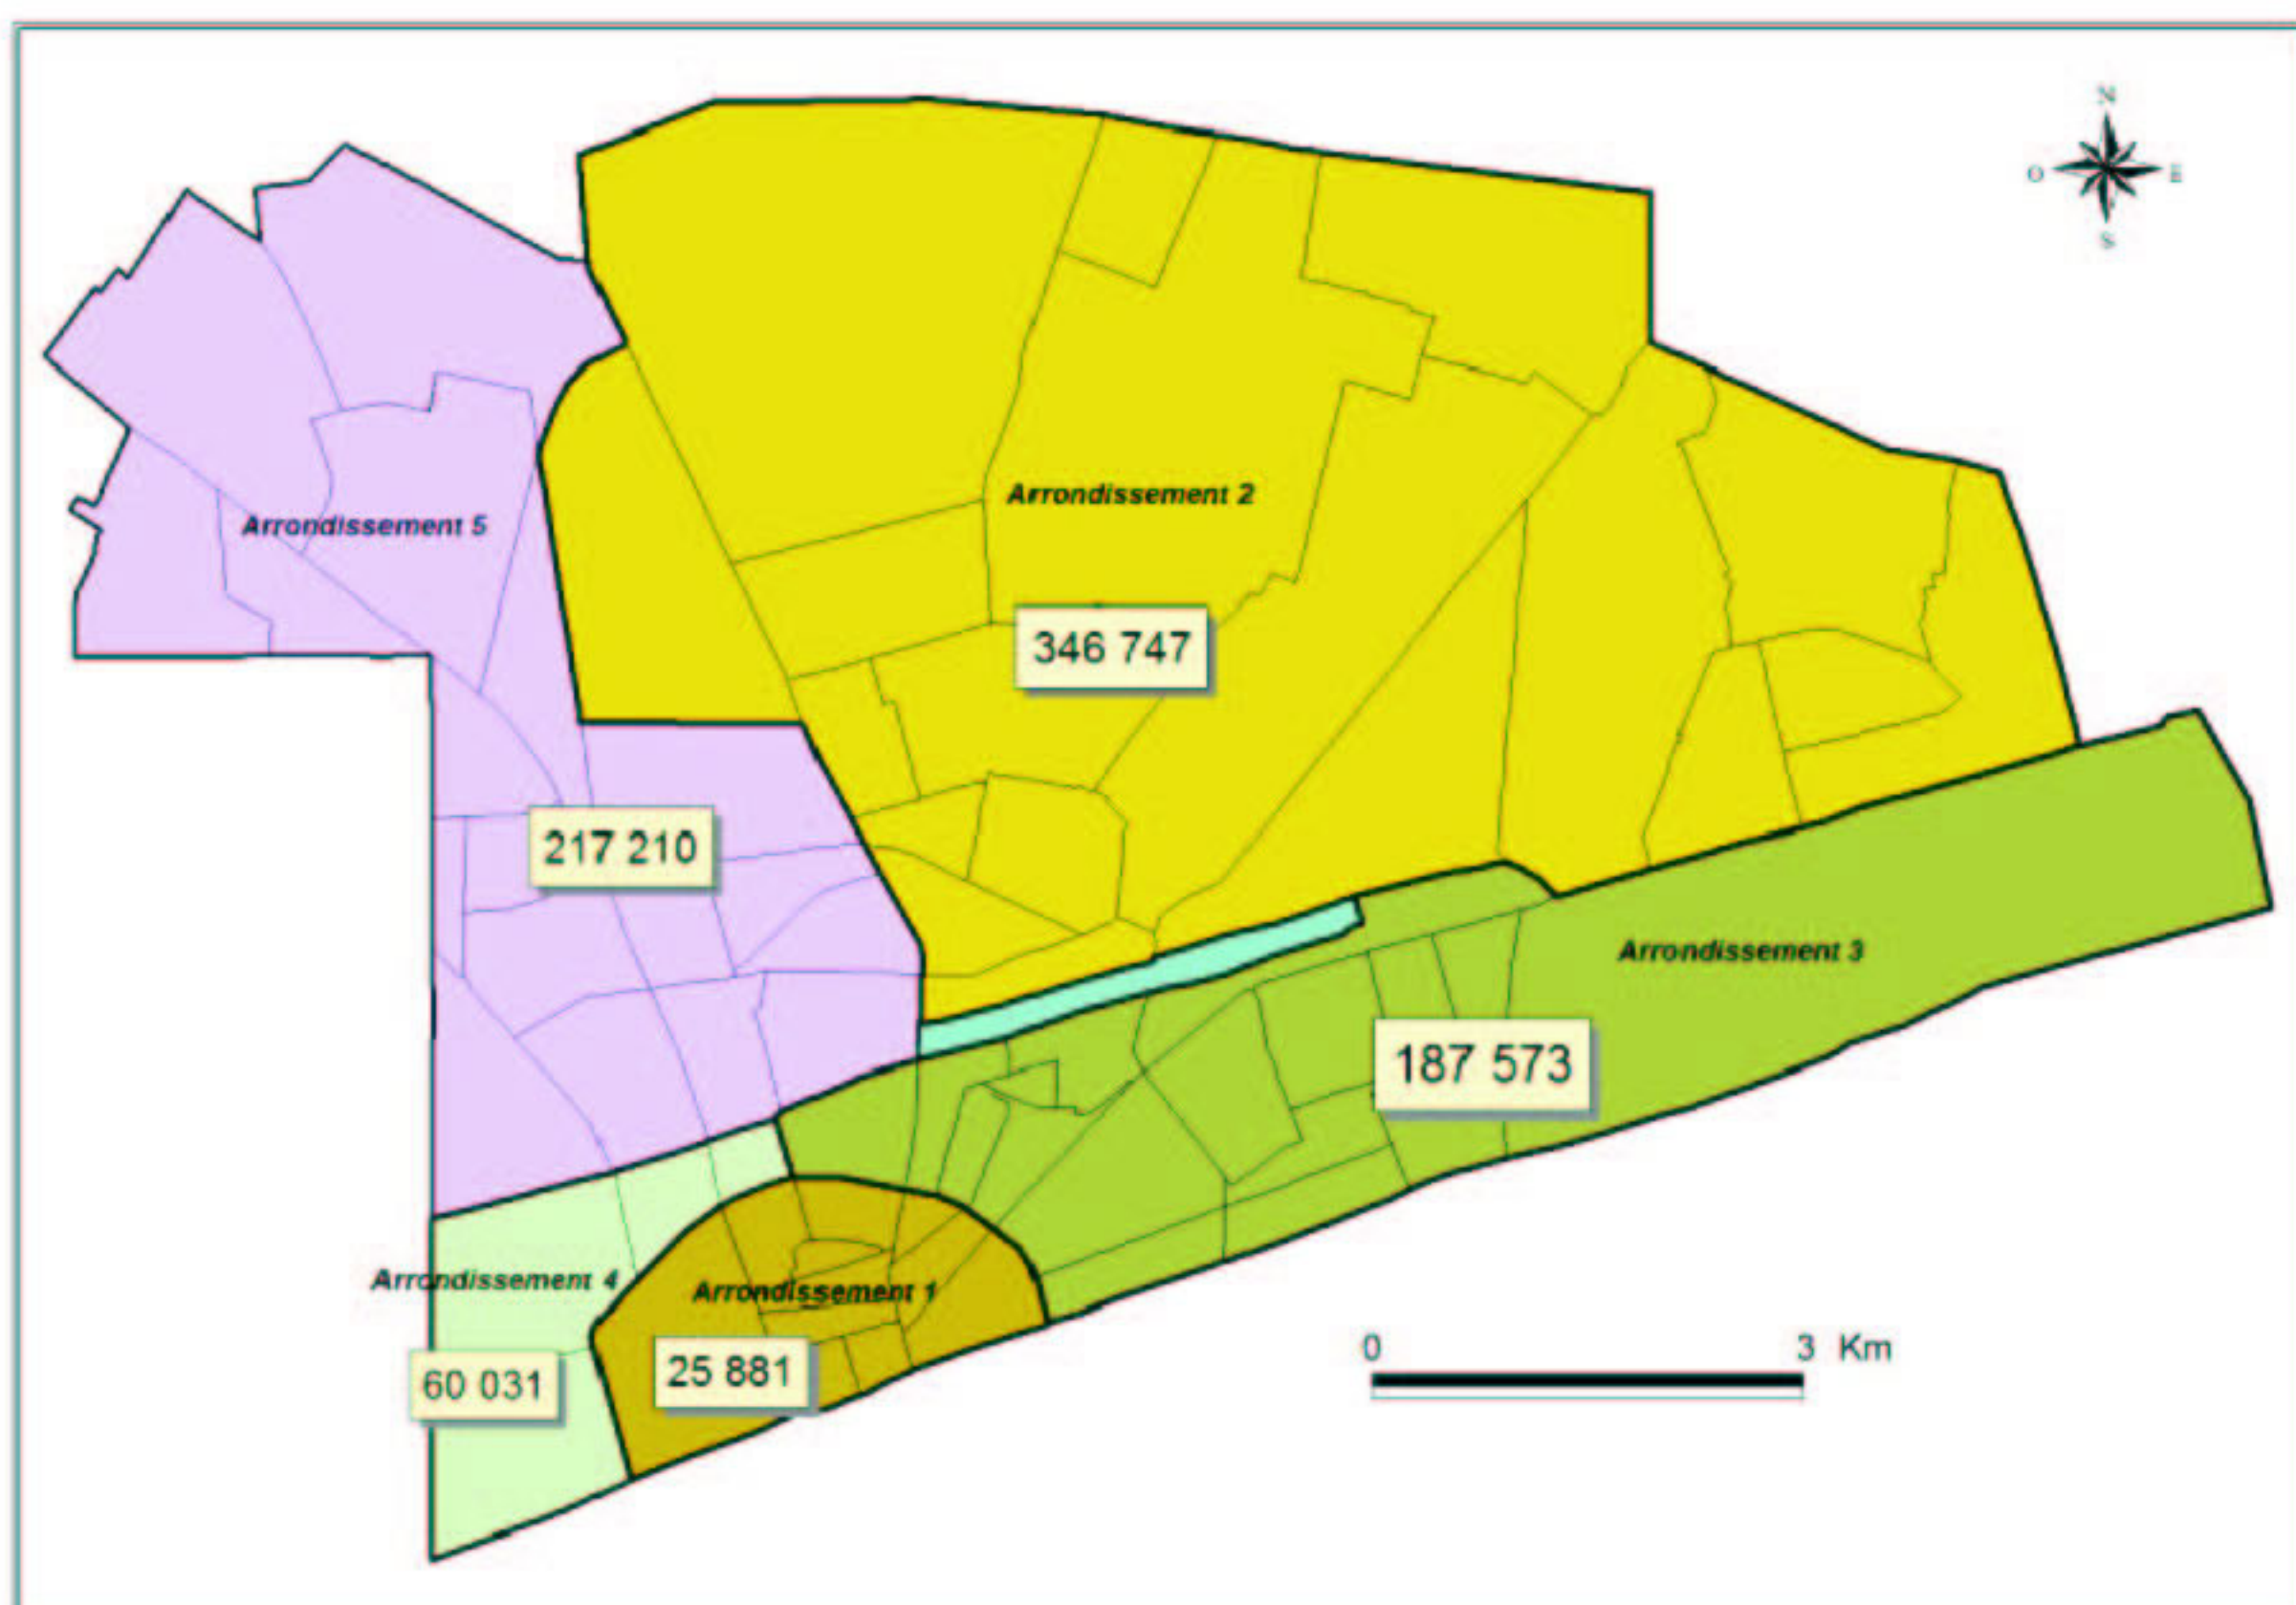 N
O E
S
Arrondissement 2
Arrondissement 5
346 747
217 210
Arrondissement 3
187 573
Arrondissement 4
Arrondissement 1
60 031
25 881
0 3 Km